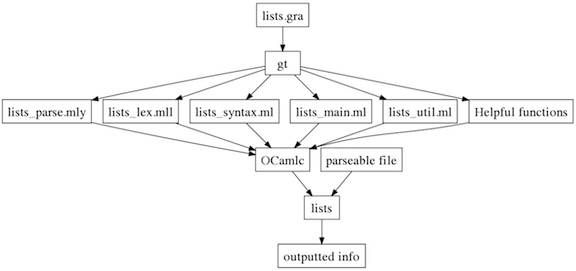 lists.gra
gt
lists_parse.mly
lists_lex.mll
lists_syntax.ml
lists_main.ml
lists_util.ml
Helpful functions
OCamlc
parseable file
lists
outputted info